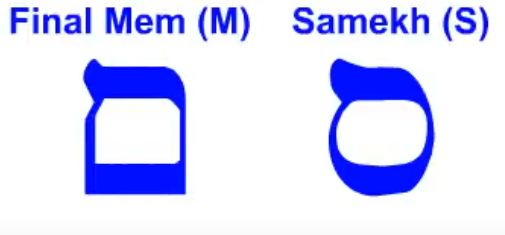 Final Mem (M) Samekh (S)
ם ס